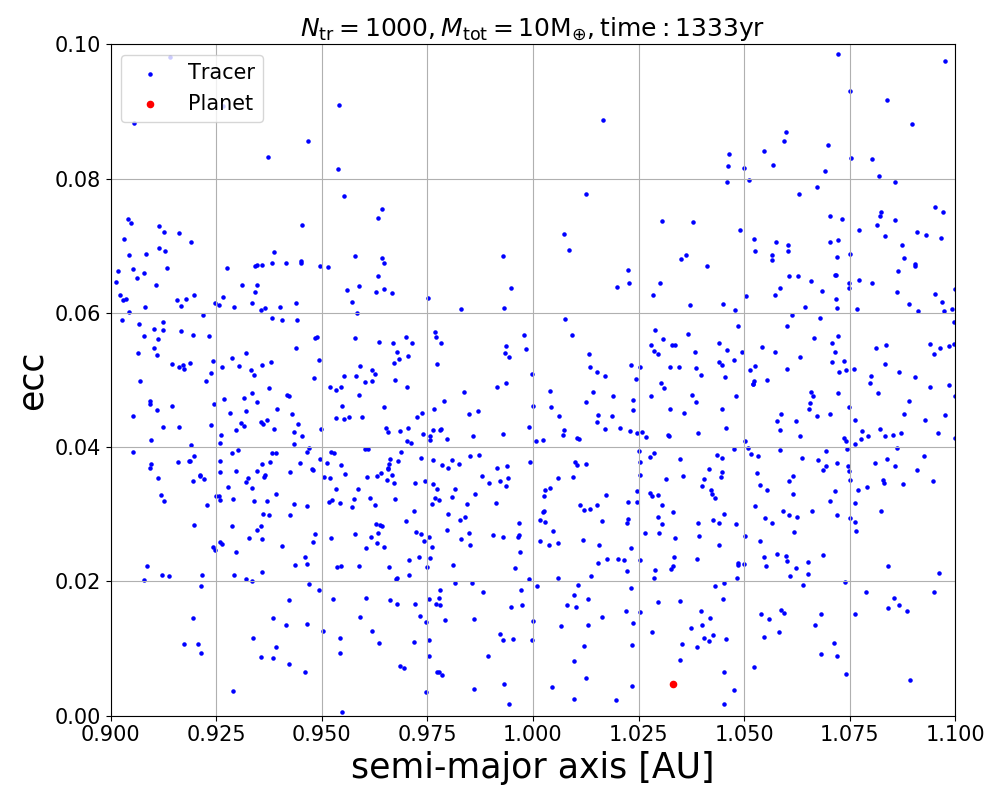 N_tr = 1000, M_tot = 10M_⊕, time : 1333yr
0.10
Tracer
Planet
0.08
0.06
ecc
0.04
0.02
0.00
0.900 0.925 0.950 0.975 1.000 1.025 1.050 1.075 1.100
semi-major axis [AU]